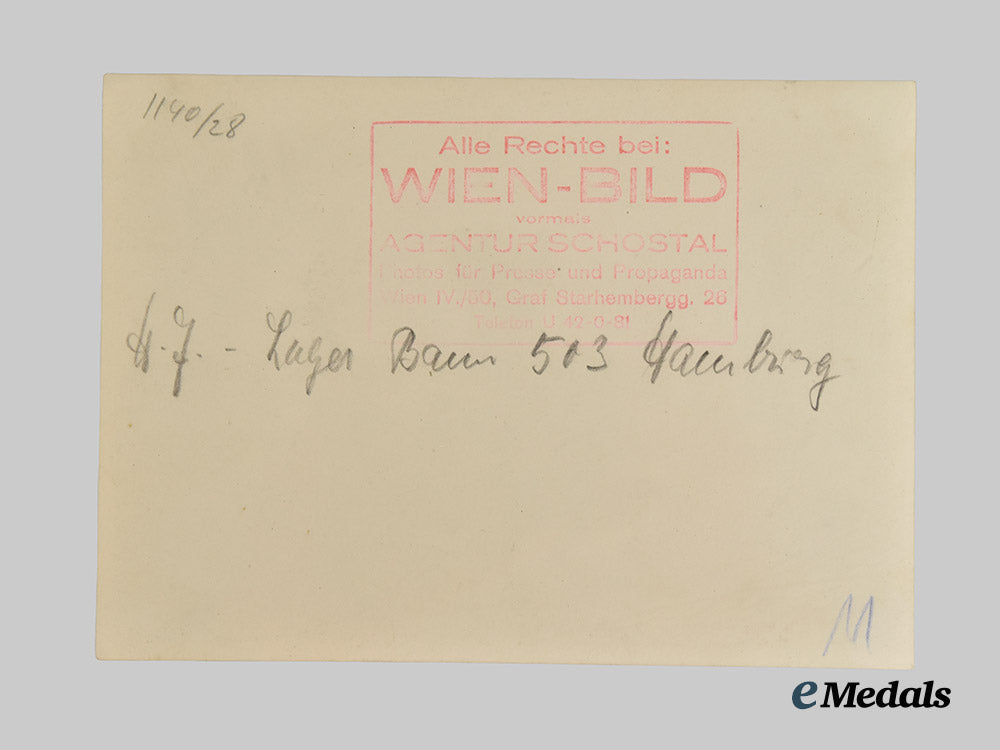 1140/28
Alle Rechte bei:
WIEN-BILD
vormals
AGENTUR SCHOSTAL
Photos für Presse und Propaganda
Wien IV./50, Graf Starhembergg. 26
Telefon U 42-0-81
H.J. - Lager Bann 503 Hamburg
M
eMedals